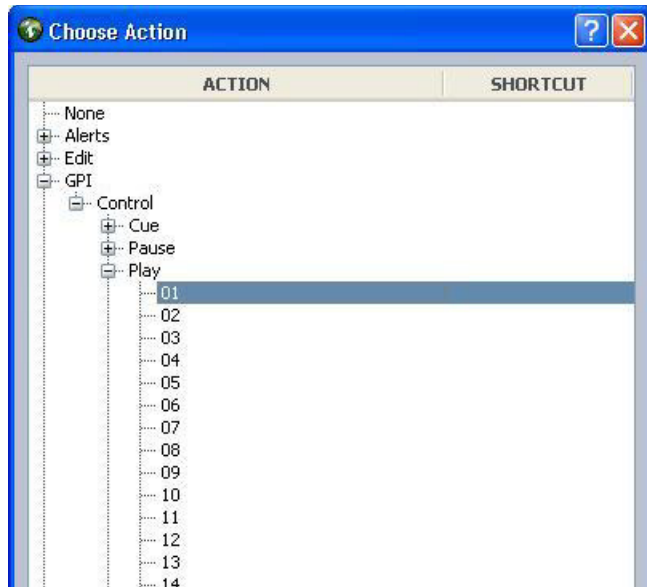 Choose Action
ACTION SHORTCUT
None
Alerts
Edit
GPI
Control
Cue
Pause
Play
01
02
03
04
05
06
07
08
09
10
11
12
13
14